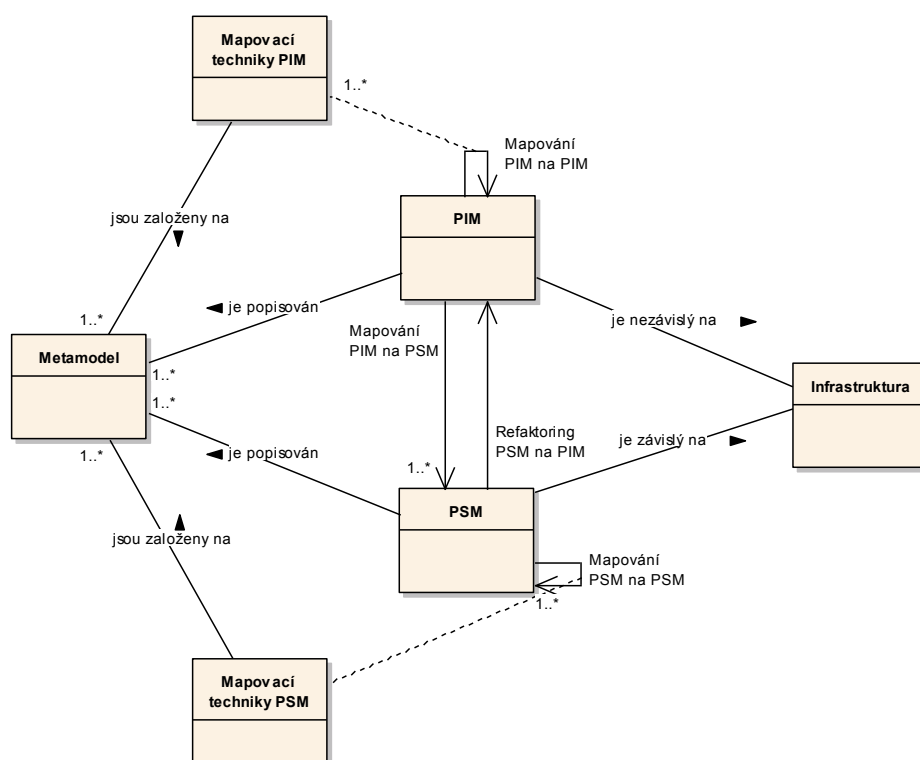 Mapovací
techniky PIM
1..*
Mapování
PIM na PIM
jsou založeny na
PIM
1..*
je popisován
Mapování
PIM na PSM
je nezávislý na
Metamodel
1..*
1..*
Infrastruktura
Refaktoring
PSM na PIM
je popisován
je závislý na
1..*
1..*
PSM
jsou založeny na
Mapování
PSM na PSM
1..*
Mapovací
techniky PSM